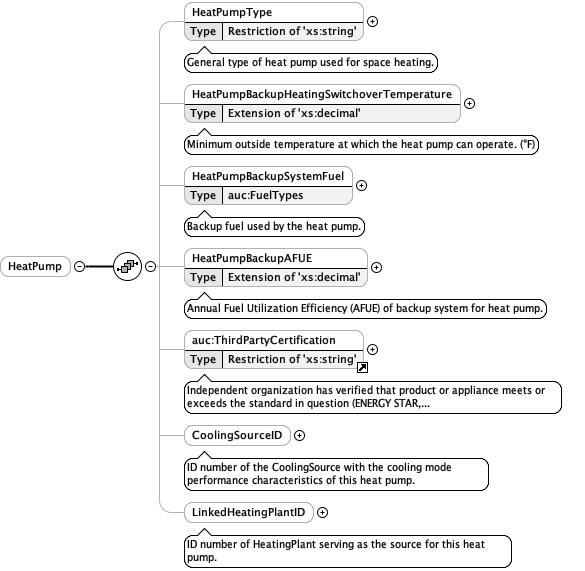 HeatPumpType
Type Restriction of 'xs:string'
General type of heat pump used for space heating.
HeatPumpBackupHeatingSwitchoverTemperature
Type Extension of 'xs:decimal'
Minimum outside temperature at which the heat pump can operate. (°F)
HeatPumpBackupSystemFuel
Type auc:FuelTypes
Backup fuel used by the heat pump.
HeatPump
HeatPumpBackupAFUE
Type Extension of 'xs:decimal'
Annual Fuel Utilization Efficiency (AFUE) of backup system for heat pump.
auc:ThirdPartyCertification
Type Restriction of 'xs:string'
Independent organization has verified that product or appliance meets or
exceeds the standard in question (ENERGY STAR,...
CoolingSourceID
ID number of the CoolingSource with the cooling mode
performance characteristics of this heat pump.
LinkedHeatingPlantID
ID number of HeatingPlant serving as the source for this heat
pump.